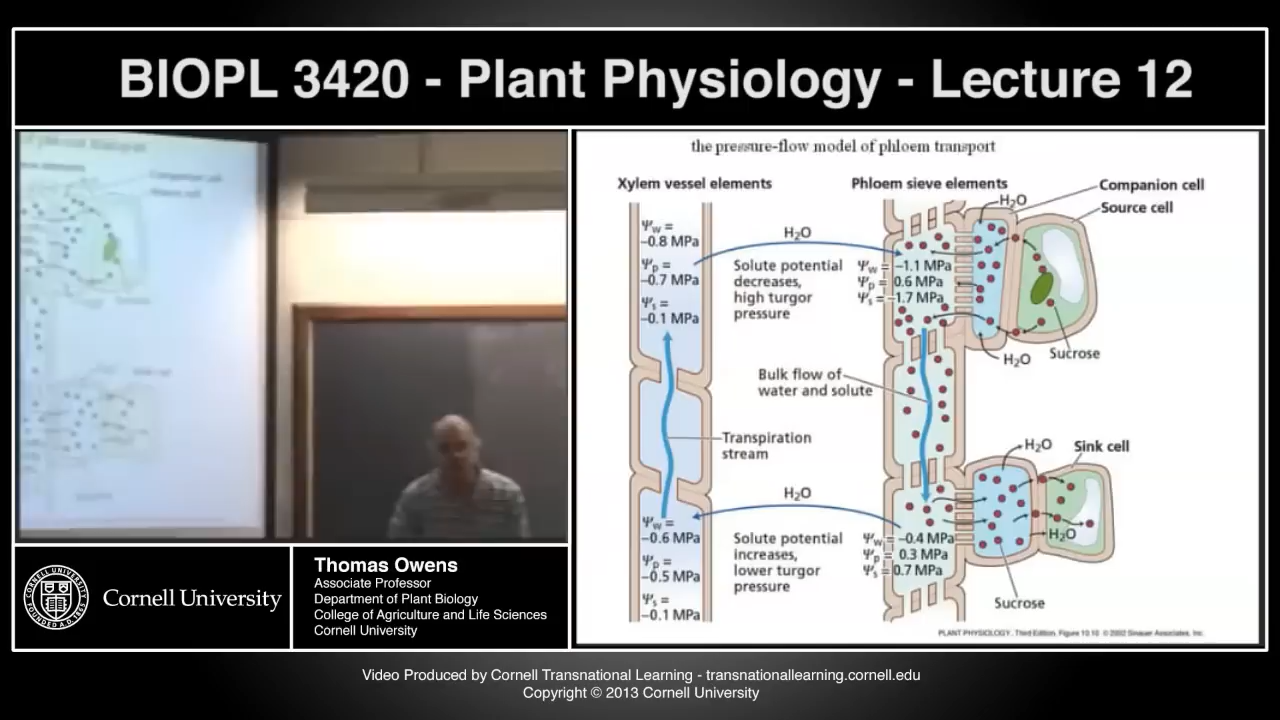 BIOPL 3420 - Plant Physiology - Lecture 12
the pressure-flow model of phloem transport
Xylem vessel elements
Phloem sieve elements
H₂O
Companion cell
Source cell
Ψw =
–0.8 MPa
Ψp =
–0.7 MPa
Ψs =
–0.1 MPa
H₂O
Solute potential
decreases,
high turgor
pressure
Ψw = –1.1 MPa
Ψp = 0.6 MPa
Ψs = –1.7 MPa
H₂O
Sucrose
Bulk flow of
water and solute
Transpiration
stream
H₂O
Sink cell
H₂O
H₂O
Ψw =
–0.6 MPa
Ψp =
–0.5 MPa
Ψs =
–0.1 MPa
Solute potential
increases,
lower turgor
pressure
Ψw = –0.4 MPa
Ψp = 0.3 MPa
Ψs = 0.7 MPa
Sucrose
PLANT PHYSIOLOGY, Third Edition, Figure 10.10 © 2002 Sinauer Associates, Inc.
Cornell University
Thomas Owens
Associate Professor
Department of Plant Biology
College of Agriculture and Life Sciences
Cornell University
Video Produced by Cornell Transnational Learning - transnationallearning.cornell.edu
Copyright © 2013 Cornell University